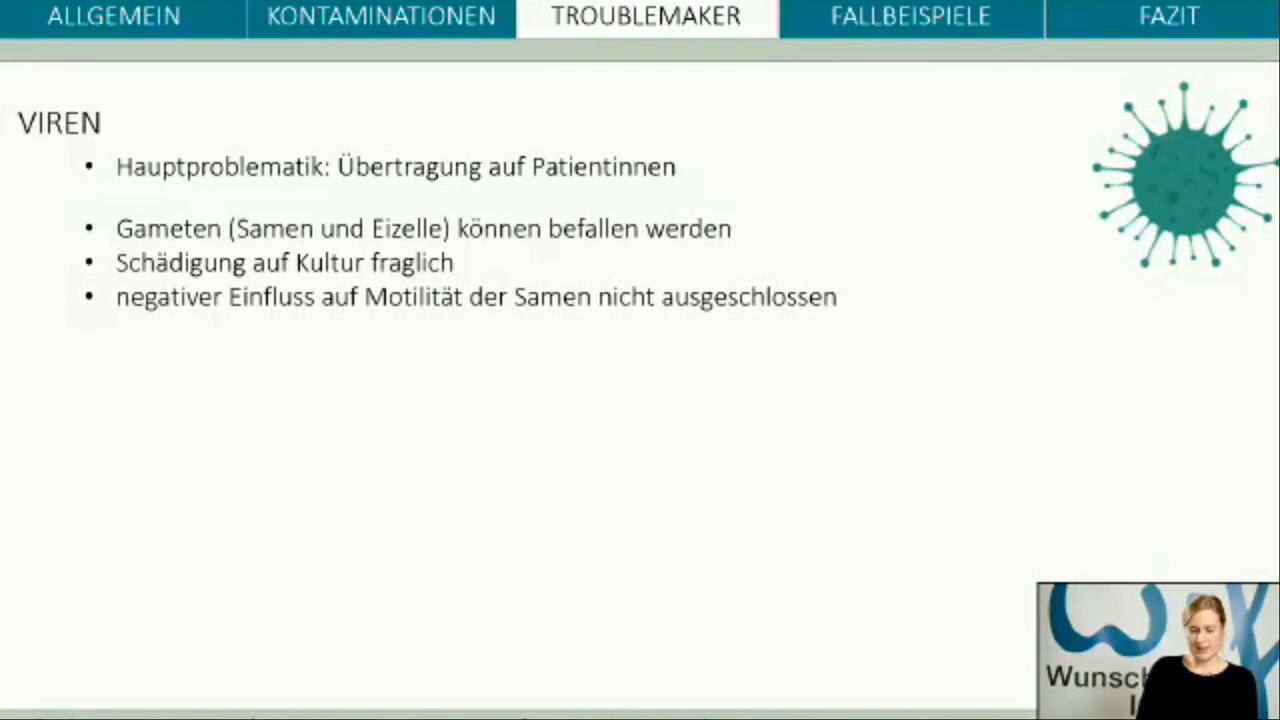 ALLGEMEIN
KONTAMINATIONEN
TROUBLEMAKER
FALLBEISPIELE
FAZIT
VIREN
• Hauptproblematik: Übertragung auf Patientinnen
• Gameten (Samen und Eizelle) können befallen werden
• Schädigung auf Kultur fraglich
• negativer Einfluss auf Motilität der Samen nicht ausgeschlossen